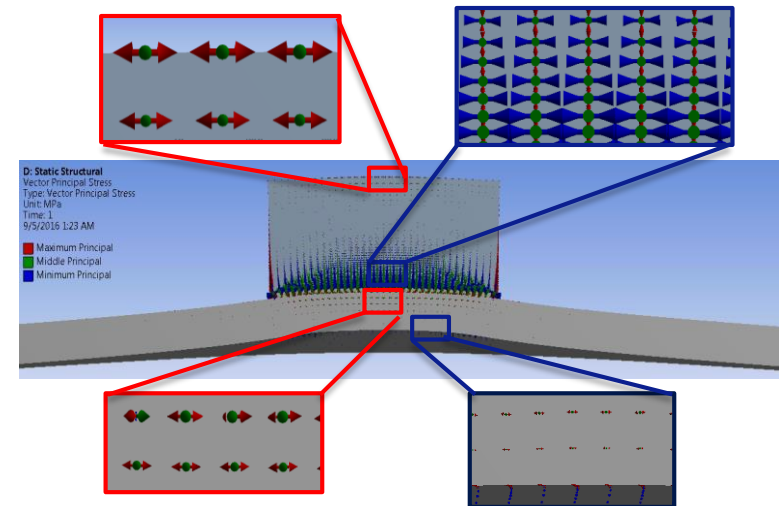 D: Static Structural
Vector Principal Stress
Type: Vector Principal Stress
Unit: MPa
Time: 1
9/5/2016 1:23 AM
Maximum Principal
Middle Principal
Minimum Principal